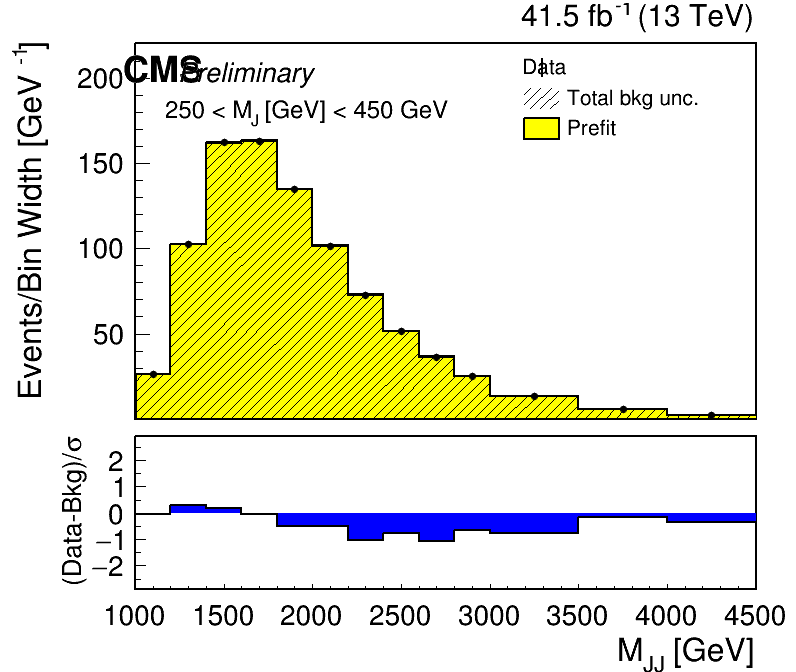 41.5 fb⁻¹ (13 TeV)
CMS Preliminary
250 < M_J [GeV] < 450 GeV
Data
Total bkg unc.
Prefit
Events/Bin Width [GeV⁻¹]
200
150
100
50
(Data-Bkg)/σ
2
1
0
−1
−2
1000 1500 2000 2500 3000 3500 4000 4500
M_JJ [GeV]